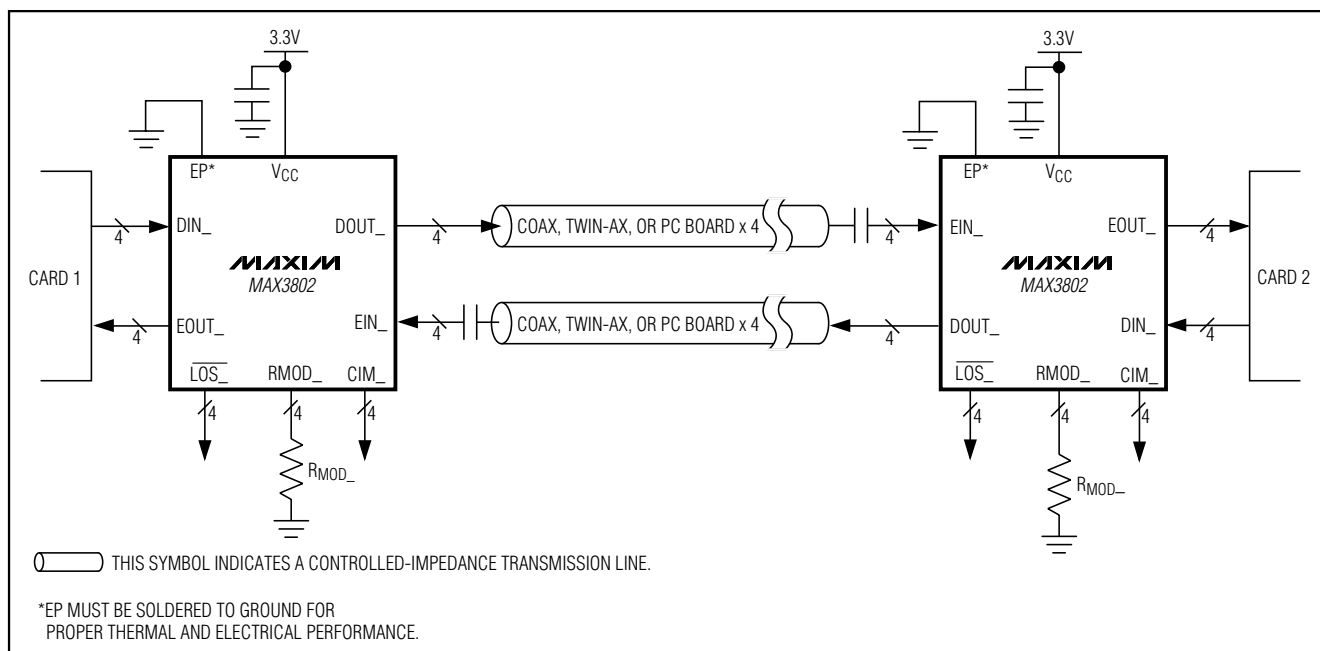 3.3V
3.3V
EP* VCC
EP* VCC
DIN_ DOUT_ 4 4 COAX, TWIN-AX, OR PC BOARD x 4 4 EIN_ EOUT_ 4
CARD 1
MAXIM
MAX3802
MAXIM
MAX3802
CARD 2
EOUT_ 4 EIN_ 4 COAX, TWIN-AX, OR PC BOARD x 4 4 DOUT_ DIN_ 4
LOS_ RMOD_ CIM_
LOS_ RMOD_ CIM_
4 4 4
4 4 4
RMOD_
RMOD_
THIS SYMBOL INDICATES A CONTROLLED-IMPEDANCE TRANSMISSION LINE.
*EP MUST BE SOLDERED TO GROUND FOR
PROPER THERMAL AND ELECTRICAL PERFORMANCE.